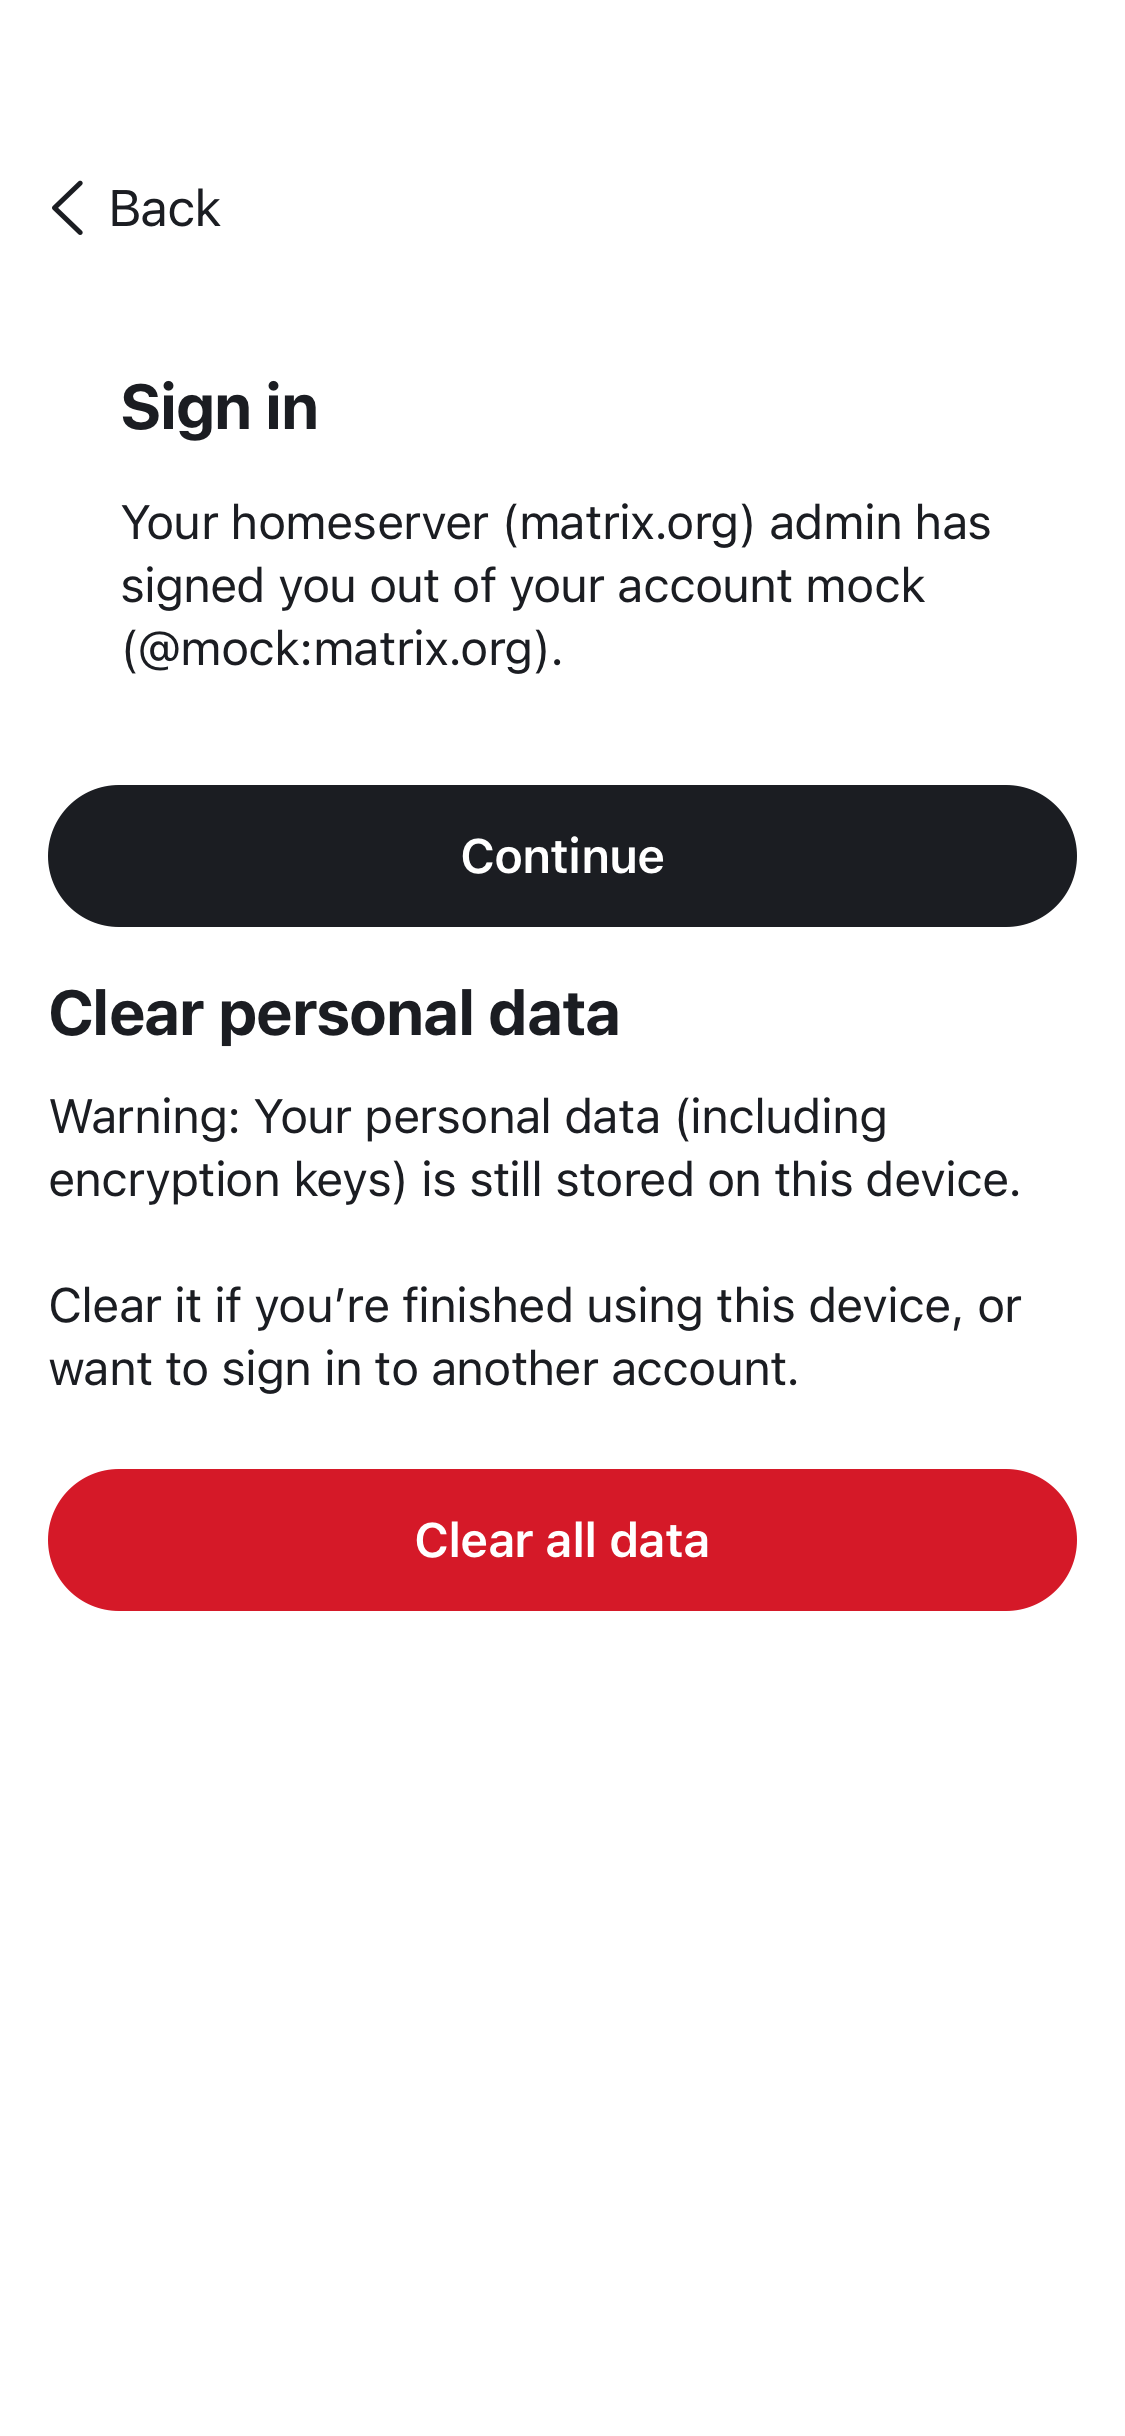 Back
Sign in
Your homeserver (matrix.org) admin has
signed you out of your account mock
(@mock:matrix.org).
Continue
Clear personal data
Warning: Your personal data (including
encryption keys) is still stored on this device.
Clear it if you’re finished using this device, or
want to sign in to another account.
Clear all data